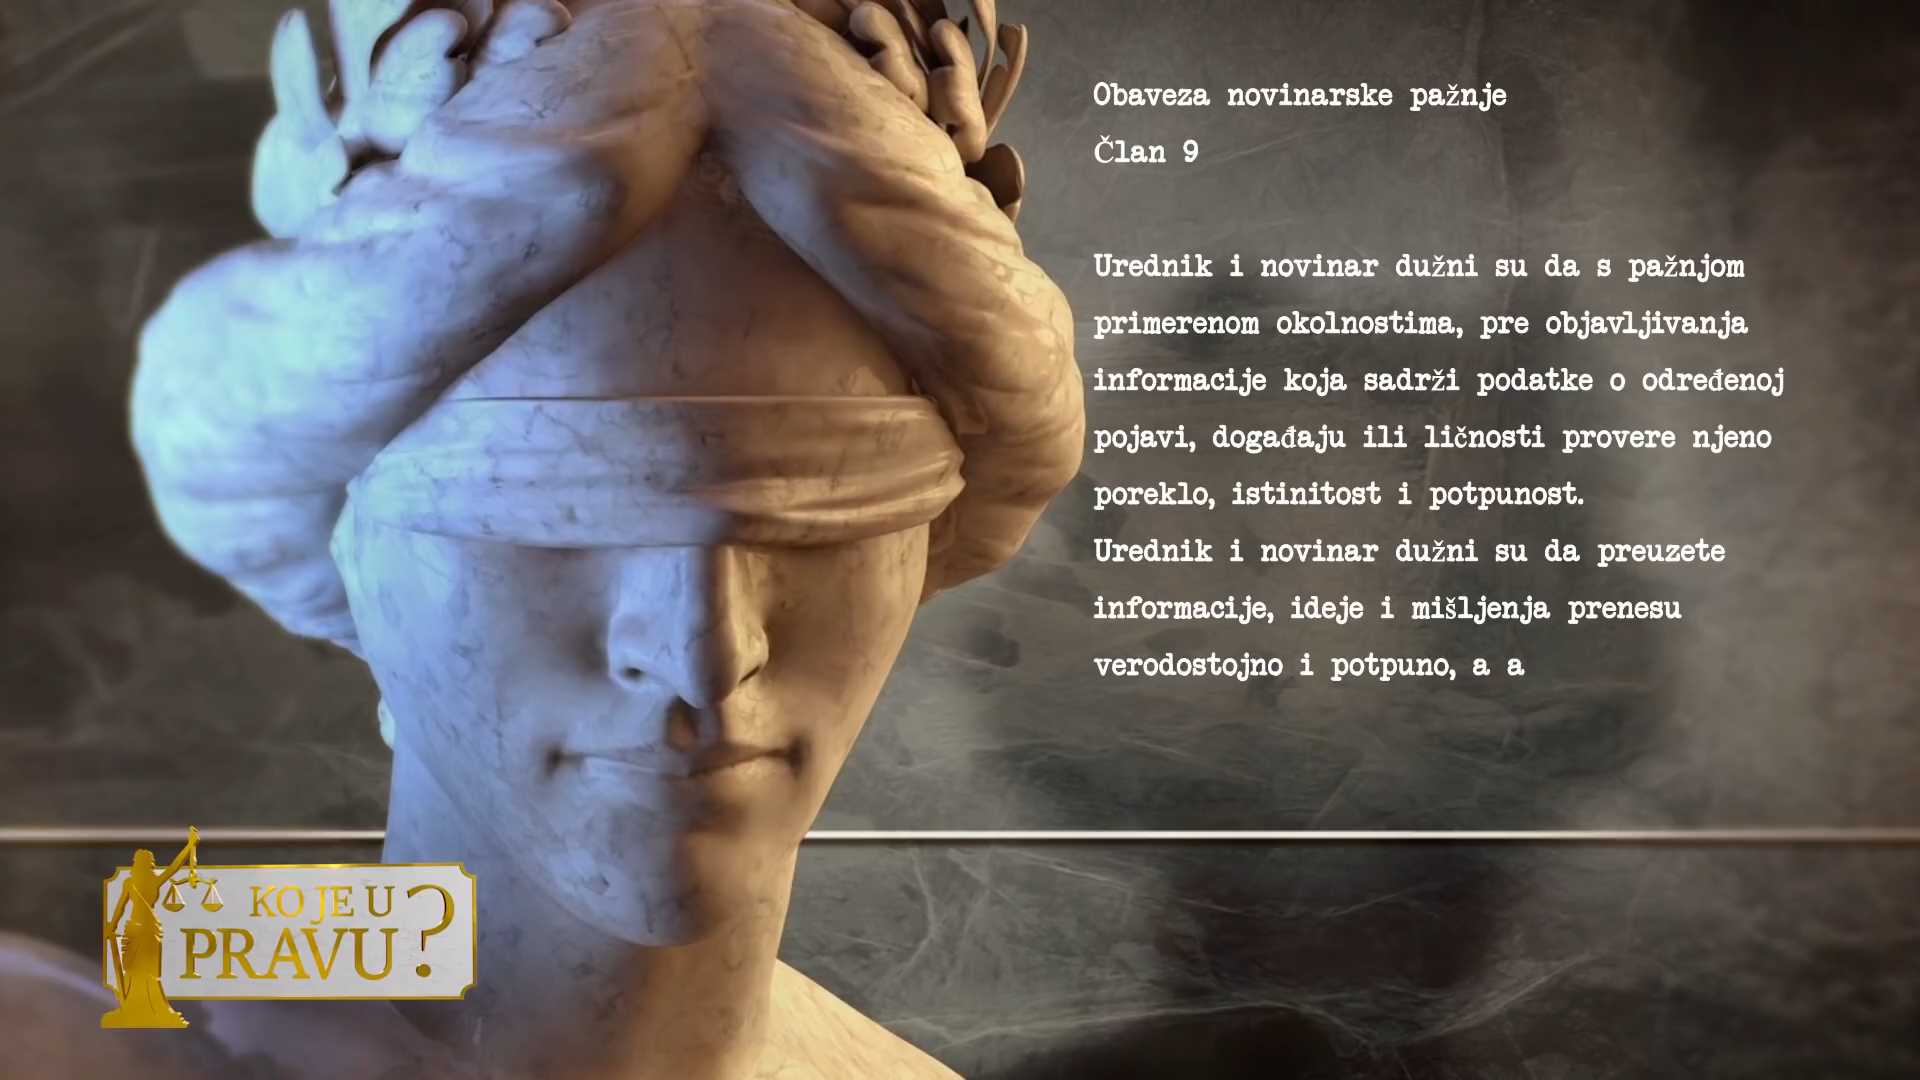 Obaveza novinarske pažnje
Član 9
Urednik i novinar dužni su da s pažnjom
primerenom okolnostima, pre objavljivanja
informacije koja sadrži podatke o određenoj
pojavi, događaju ili ličnosti provere njeno
poreklo, istinitost i potpunost.
Urednik i novinar dužni su da preuzete
informacije, ideje i mišljenja prenesu
verodostojno i potpuno, a a
KO JE U
PRAVU?